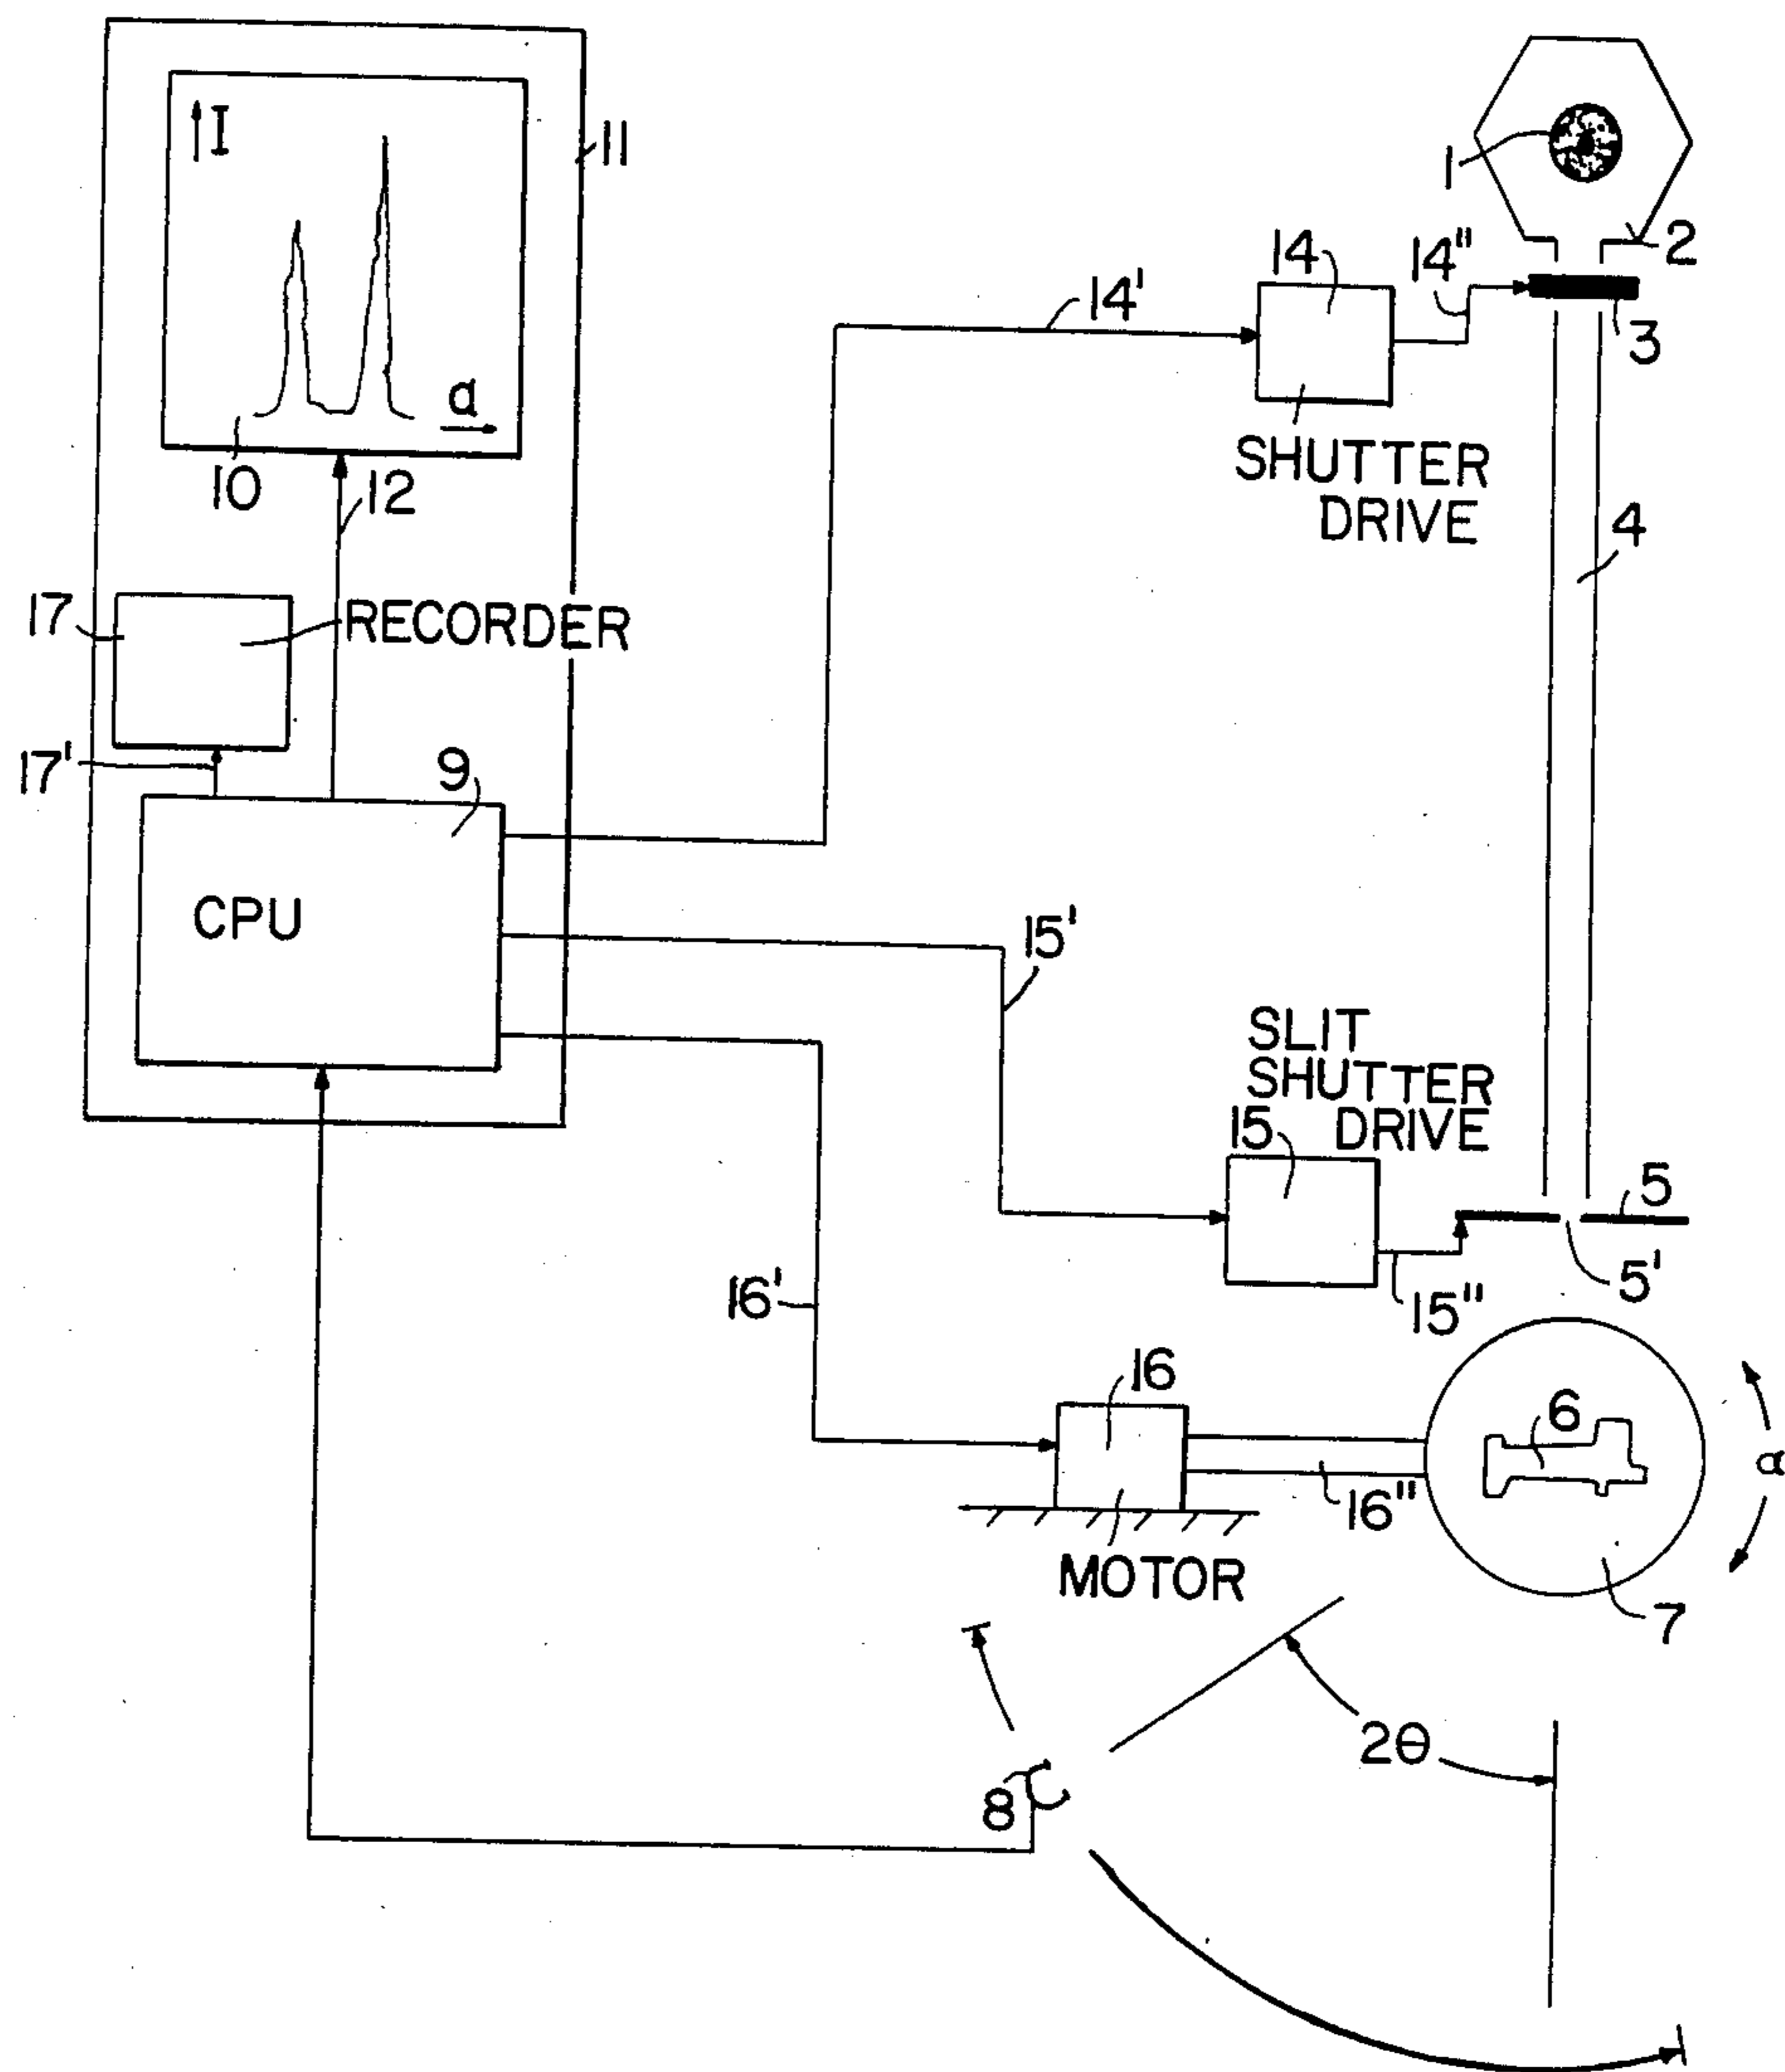 I
11
1
2
14
14"
3
14'
SHUTTER
DRIVE
α
10
12
4
17
RECORDER
17'
9
CPU
15'
SLIT
SHUTTER
DRIVE
15
5
5'
15"
16'
16
6
α
16"
MOTOR
7
2θ
8